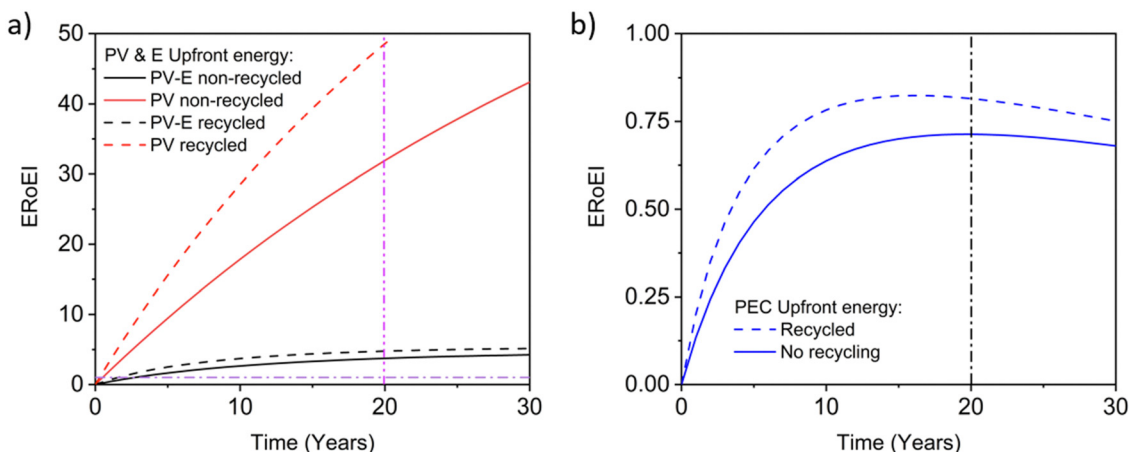 a)
50
40
30
20
10
0
ERoEI
PV & E Upfront energy:
PV-E non-recycled
PV non-recycled
PV-E recycled
PV recycled
0
10
20
30
Time (Years)
b)
1.00
0.75
0.50
0.25
0.00
ERoEI
PEC Upfront energy:
Recycled
No recycling
0
10
20
30
Time (Years)